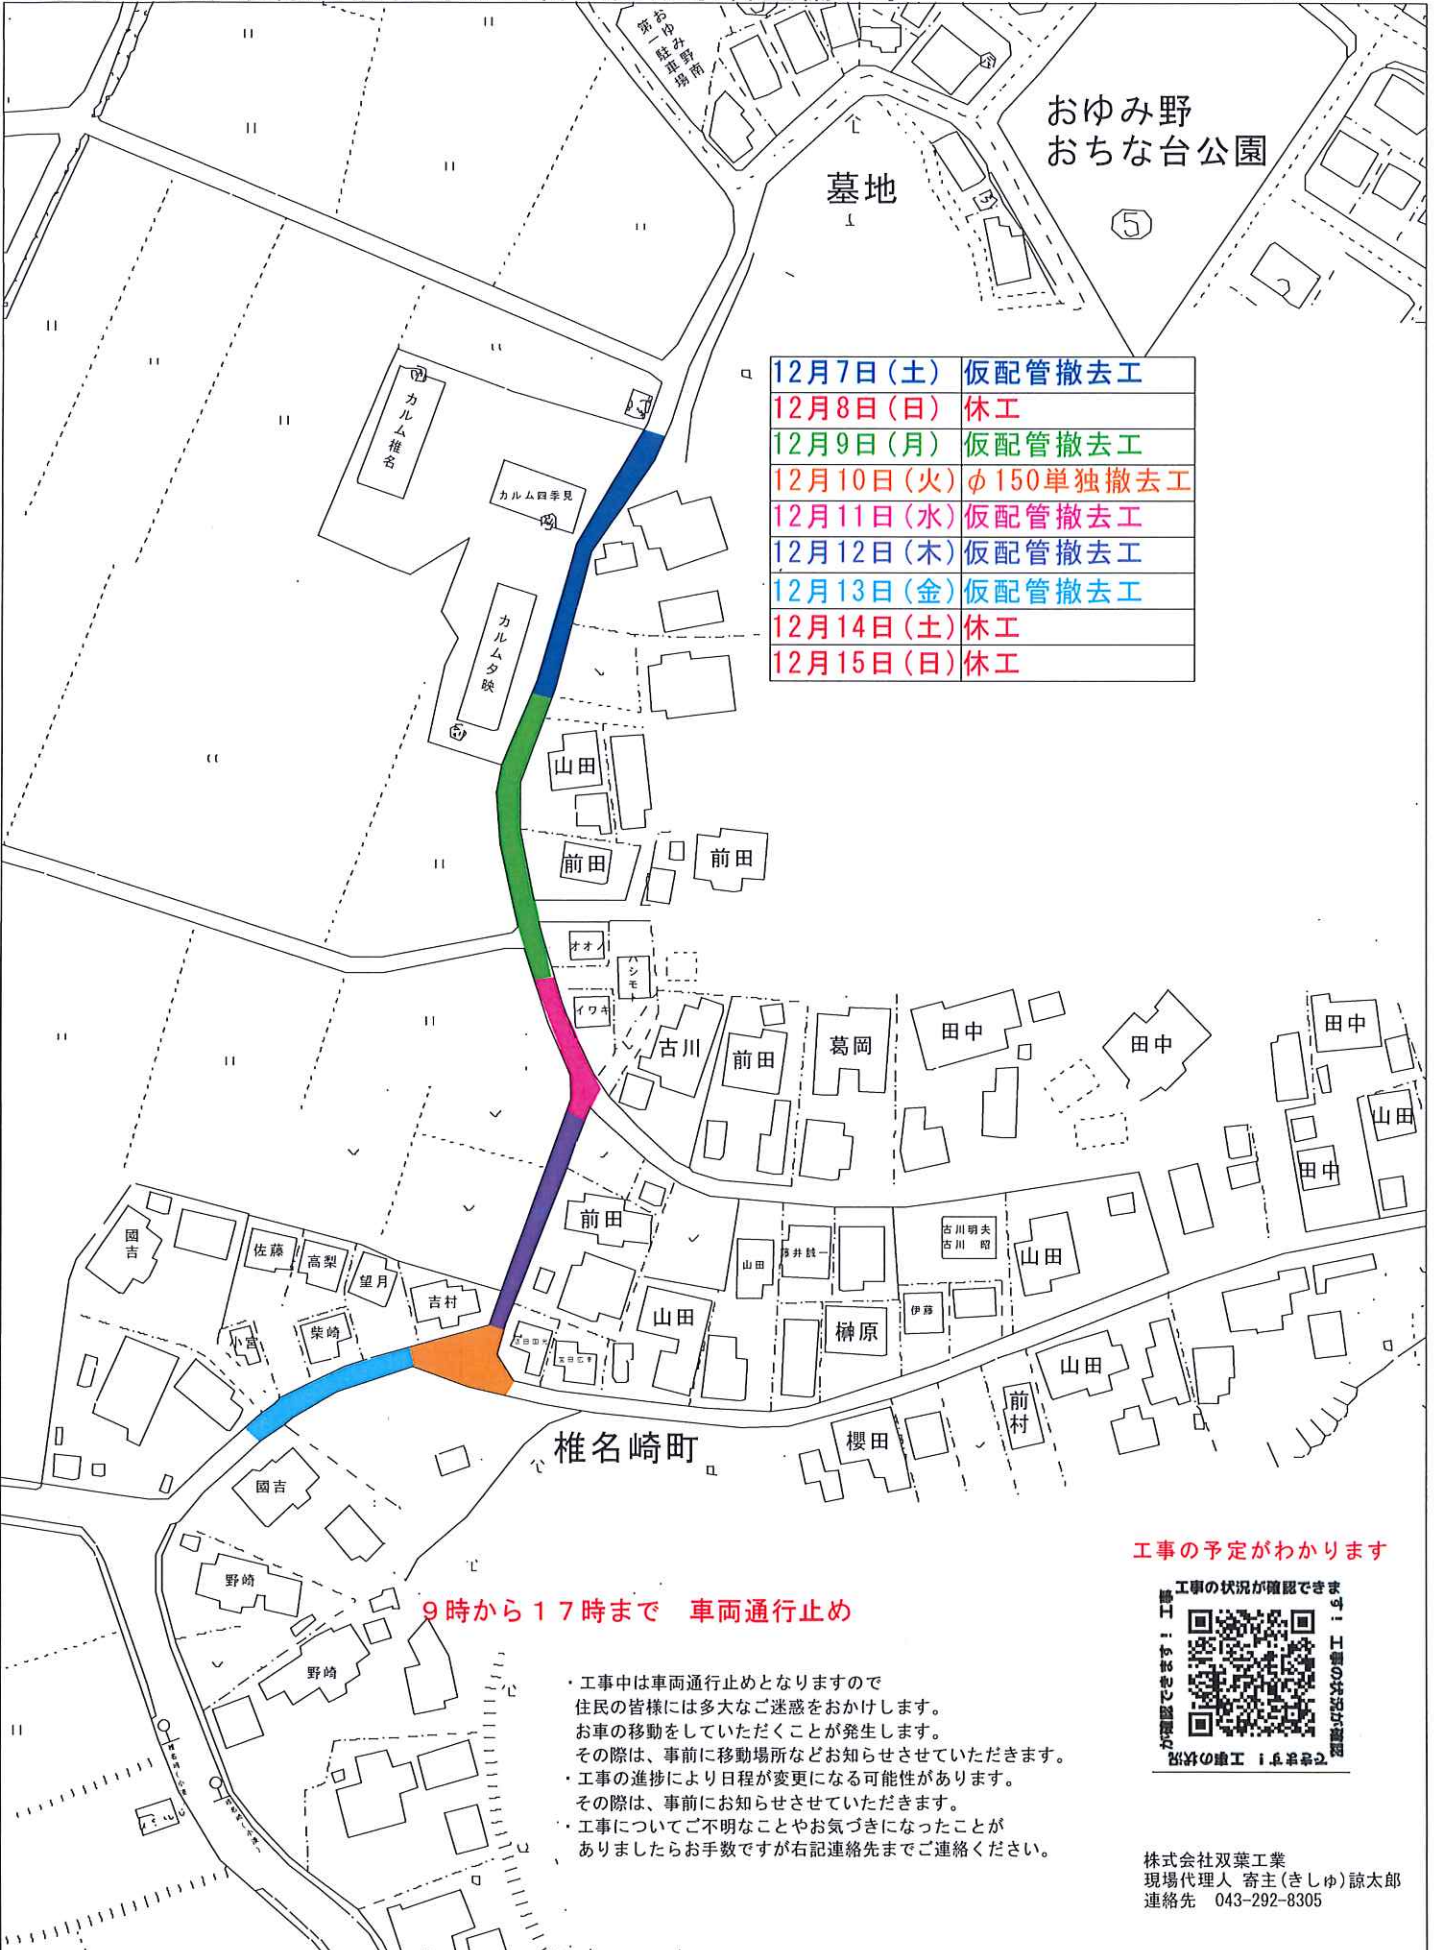 おゆみ野南
第一駐車場
おゆみ野
おちな台公園
墓地
5
12月7日(土) 仮配管撤去工
12月8日(日) 休工
12月9日(月) 仮配管撤去工
12月10日(火) φ150単独撤去工
12月11日(水) 仮配管撤去工
12月12日(木) 仮配管撤去工
12月13日(金) 仮配管撤去工
12月14日(土) 休工
12月15日(日) 休工
カルム椎名
カルム四季見
カルム夕映
山田
前田
前田
オオノ
ハシモト
イワキ
古川
前田
葛岡
田中
田中
田中
山田
田中
國吉
佐藤
高梨
望月
吉村
小宮
柴崎
前田
山田
藤井誠一
古川明夫
古川 昭
山田
山田
榊原
伊藤
山田
前村
櫻田
椎名崎町
國吉
野崎
野崎
工事の予定がわかります
工事の状況が確認できます!
9時から17時まで 車両通行止め
・工事中は車両通行止めとなりますので
住民の皆様には多大なご迷惑をおかけします。
お車の移動をしていただくことが発生します。
その際は、事前に移動場所などお知らせさせていただきます。
・工事の進捗により日程が変更になる可能性があります。
その際は、事前にお知らせさせていただきます。
・工事についてご不明なことやお気づきになったことが
ありましたらお手数ですが右記連絡先までご連絡ください。
株式会社双葉工業
現場代理人 寄主(きしゅ)諒太郎
連絡先 043-292-8305